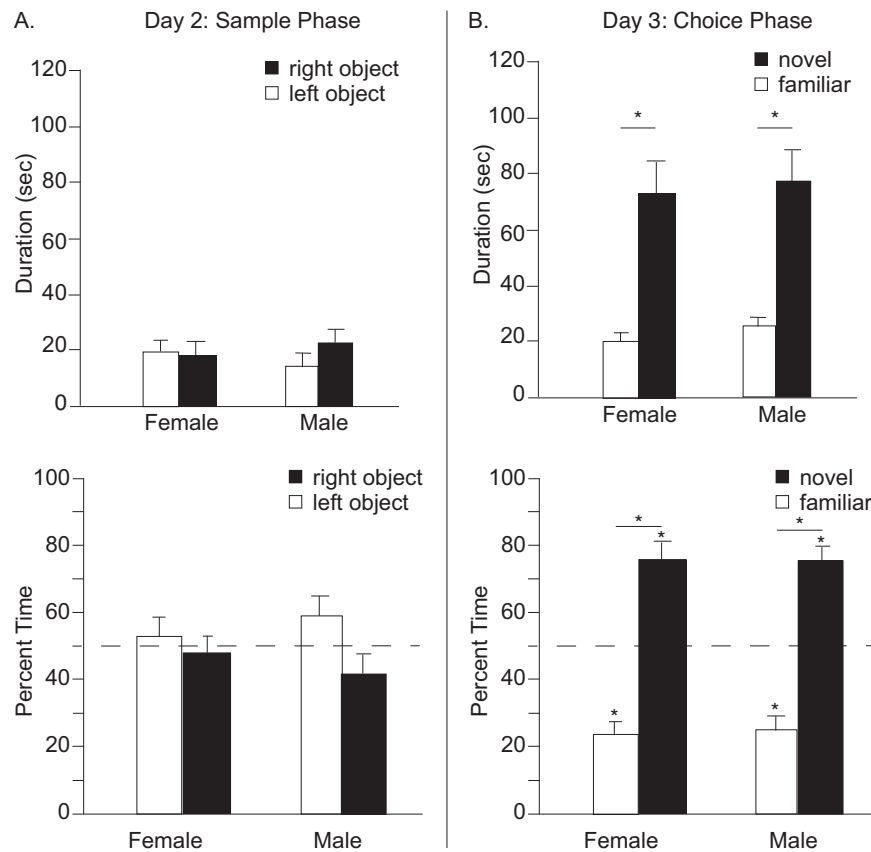 A.
Day 2: Sample Phase
right object
left object
120
100
80
60
40
20
0
Duration (sec)
Female
Male
right object
left object
100
80
60
40
20
0
Percent Time
Female
Male
B.
Day 3: Choice Phase
novel
familiar
120
100
80
60
40
20
0
Duration (sec)
*
*
Female
Male
novel
familiar
100
80
60
40
20
0
Percent Time
*
*
*
*
*
*
Female
Male